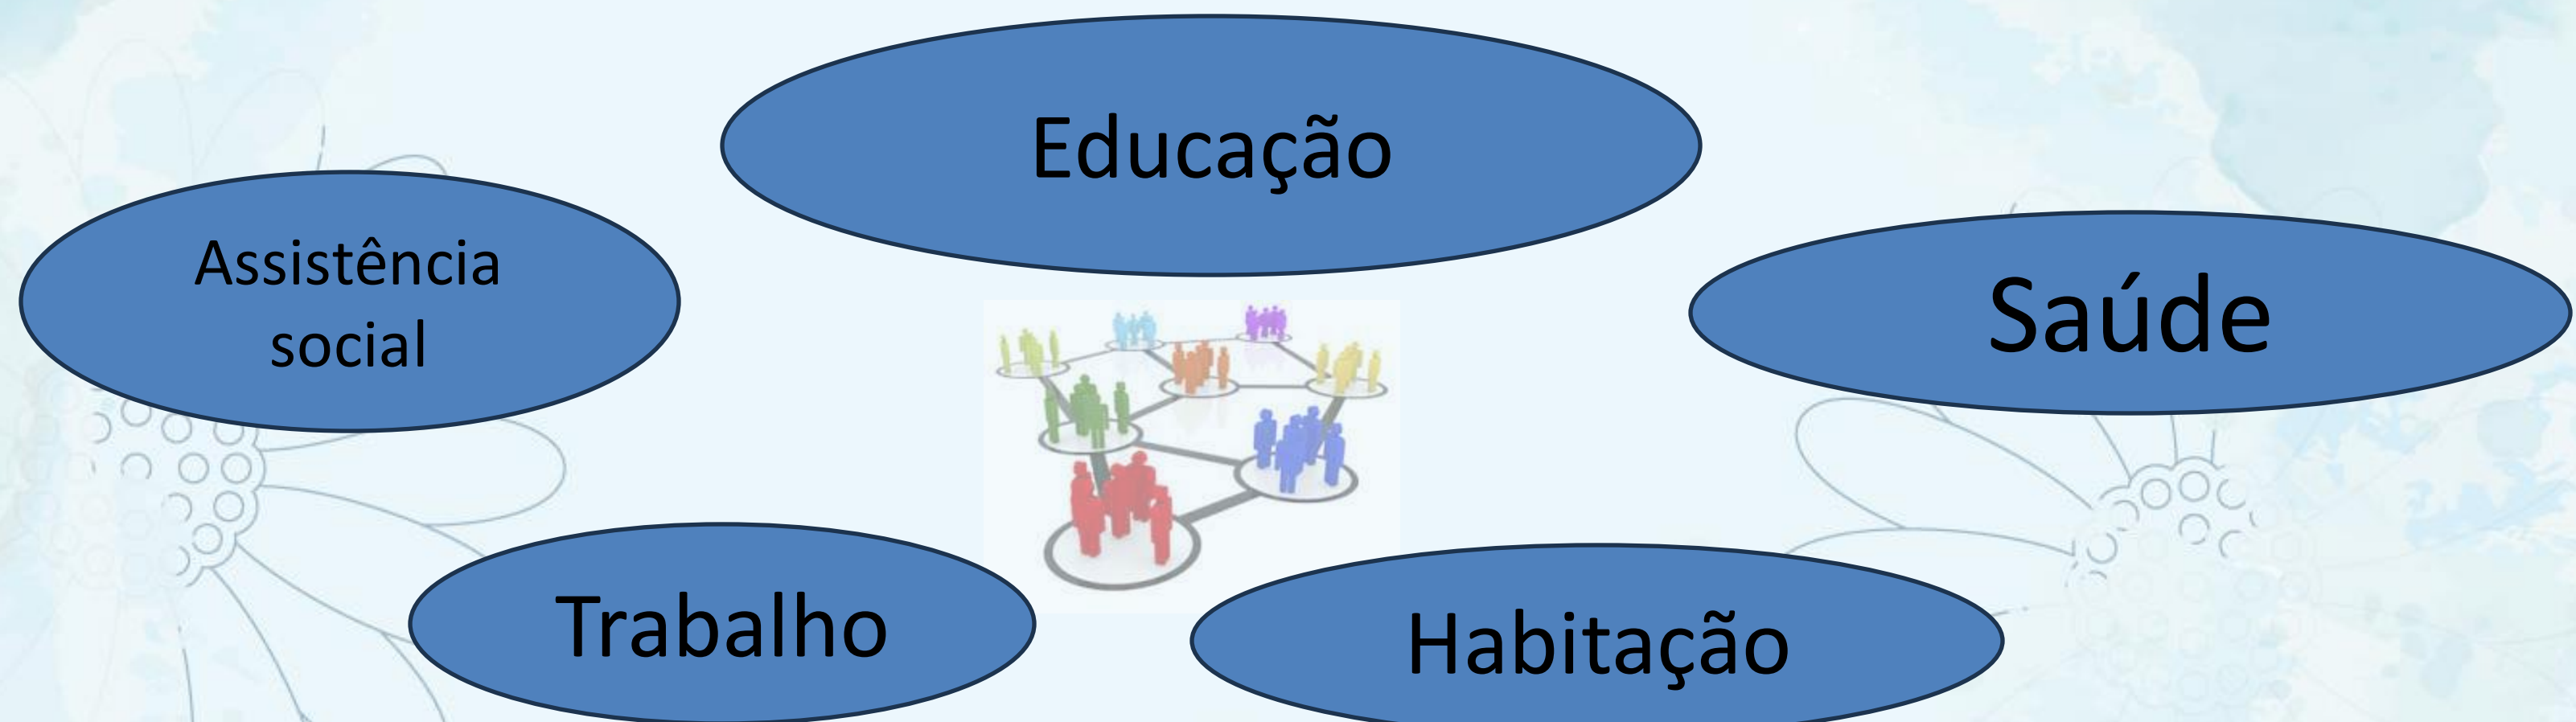 Educação
Assistência
social
Saúde
Trabalho
Habitação